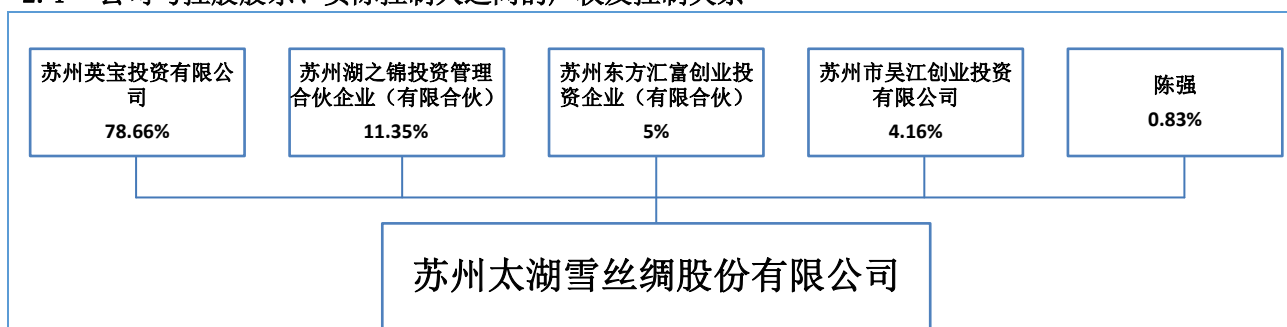 苏州英宝投资有限公
司
78.66%
苏州湖之锦投资管理
合伙企业（有限合伙）
11.35%
苏州东方汇富创业投
资企业（有限合伙）
5%
苏州市吴江创业投资
有限公司
4.16%
陈强
0.83%
苏州太湖雪丝绸股份有限公司